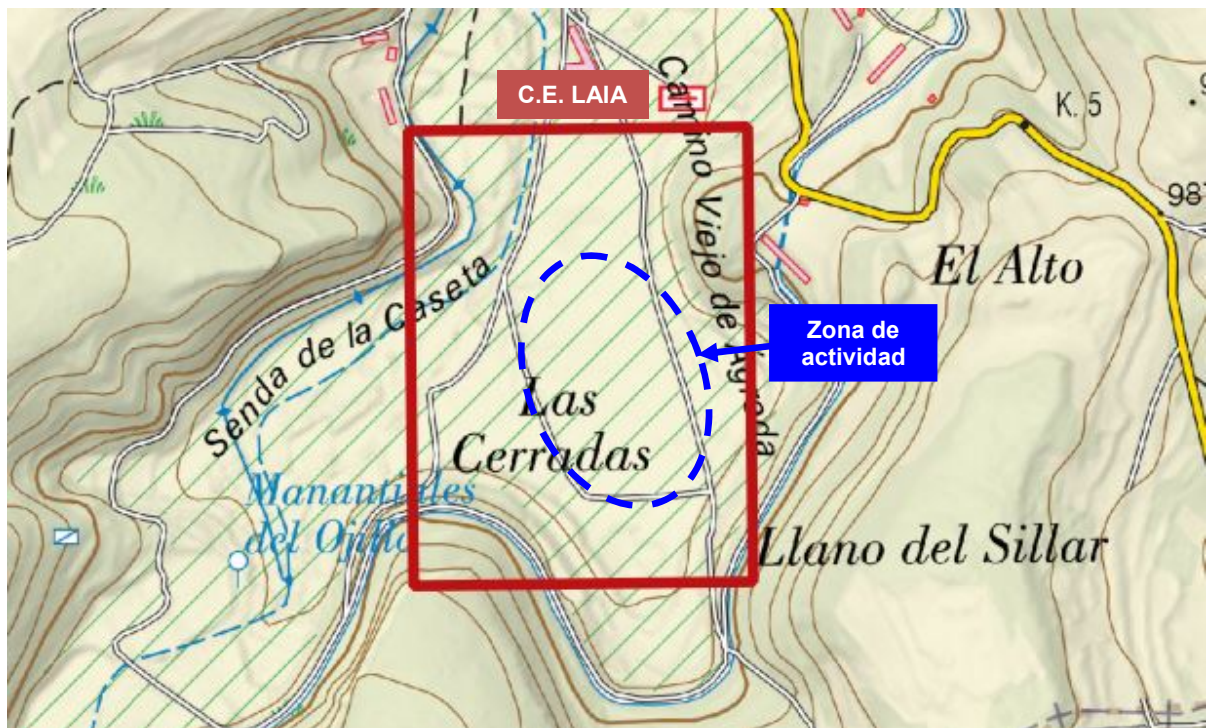 C.E. LAIA
K. 5
987
Camino Viejo de Agreda
El Alto
Senda de la Caseta
Zona de
actividad
Las
Cerradas
Manantiales
del Ojillo
Llano del Sillar